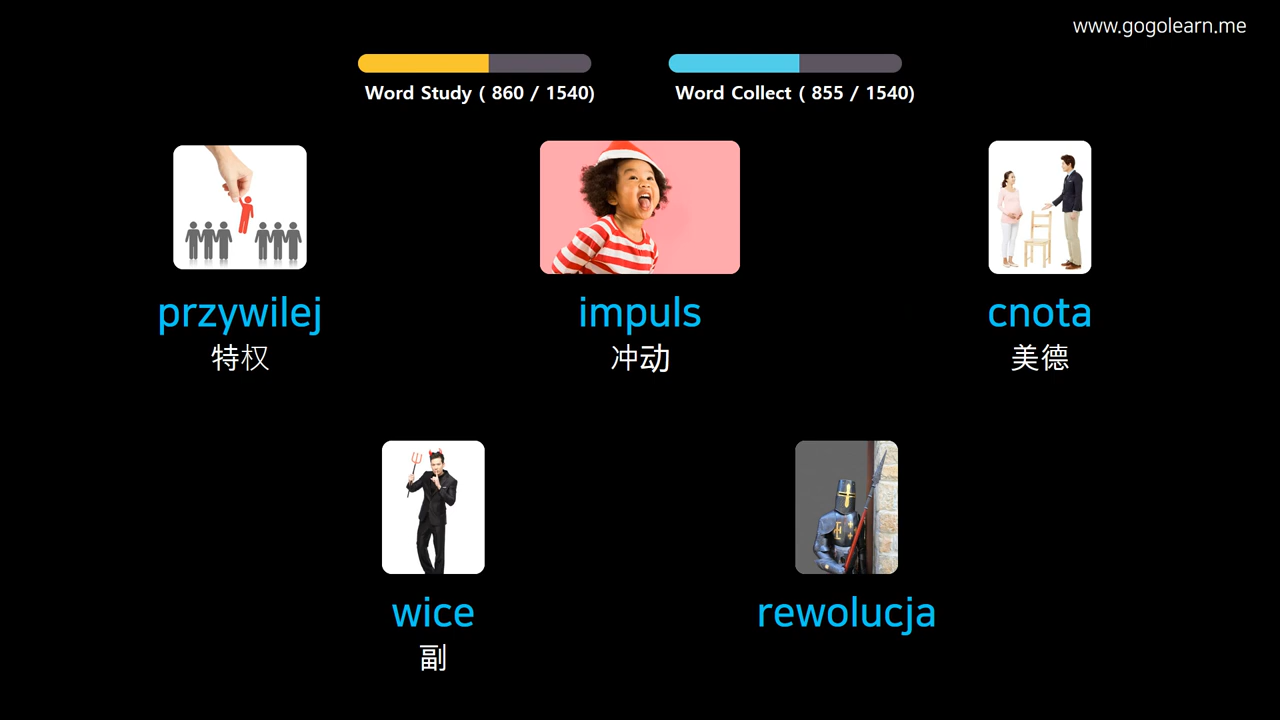 www.gogolearn.me
Word Study ( 860 / 1540)
Word Collect ( 855 / 1540)
przywilej
特权
impuls
冲动
cnota
美德
wice
副
rewolucja